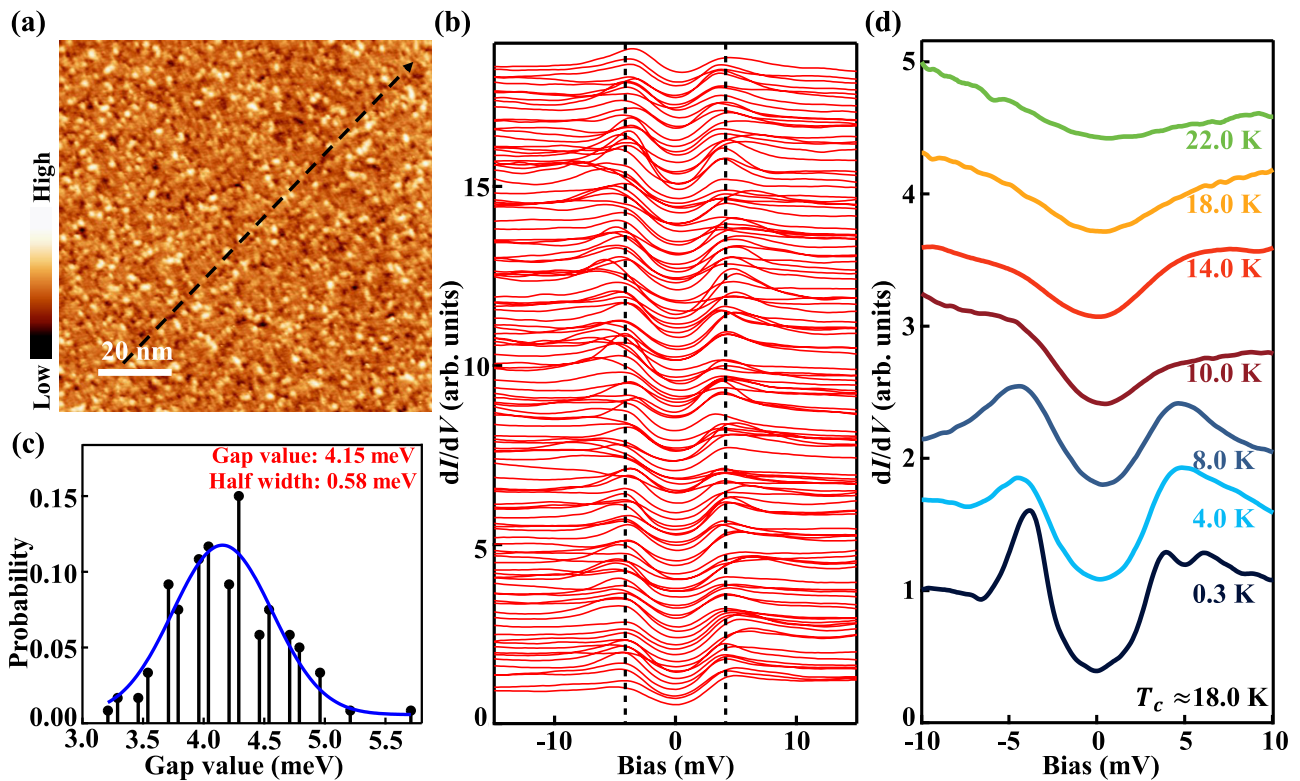 (a)
High
Low
20 nm
(b)
dI/dV (arb. units)
15
10
5
0
-10 0 10
Bias (mV)
(c)
Gap value: 4.15 meV
Half width: 0.58 meV
Probability
0.15
0.10
0.05
0.00
3.0 3.5 4.0 4.5 5.0 5.5
Gap value (meV)
(d)
dI/dV (arb. units)
5
4
3
2
1
0
22.0 K
18.0 K
14.0 K
10.0 K
8.0 K
4.0 K
0.3 K
Tc ≈18.0 K
-10 -5 0 5 10
Bias (mV)